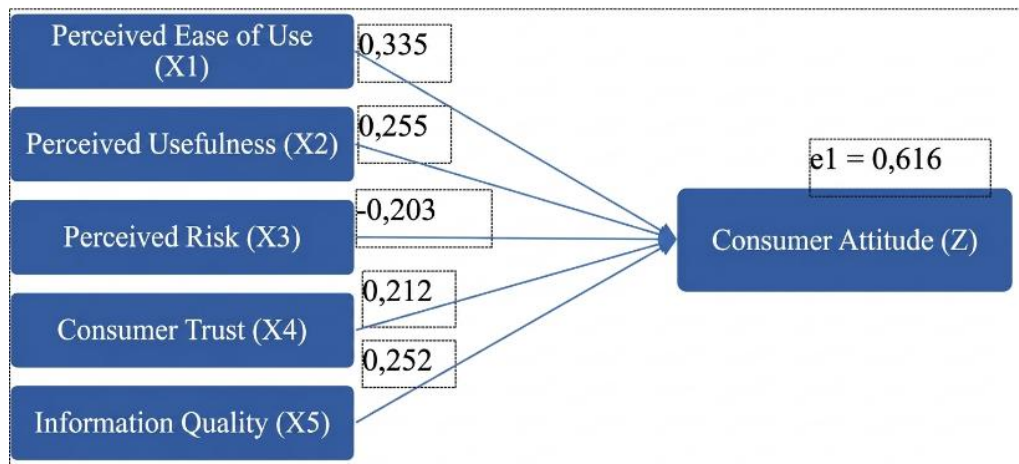 Perceived Ease of Use
(X1)
0,335
Perceived Usefulness (X2)
0,255
Perceived Risk (X3)
-0,203
Consumer Trust (X4)
0,212
Information Quality (X5)
0,252
e1 = 0,616
Consumer Attitude (Z)